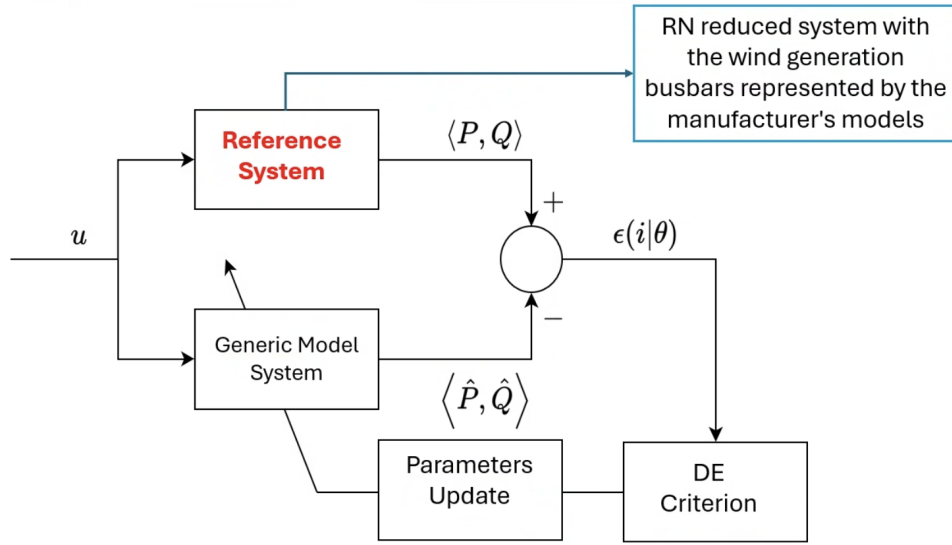 RN reduced system with
the wind generation
busbars represented by the
manufacturer's models
Reference
System
⟨P, Q⟩
+
u
ϵ(i|θ)
−
Generic Model
System
⟨P̂, Q̂⟩
Parameters
Update
DE
Criterion